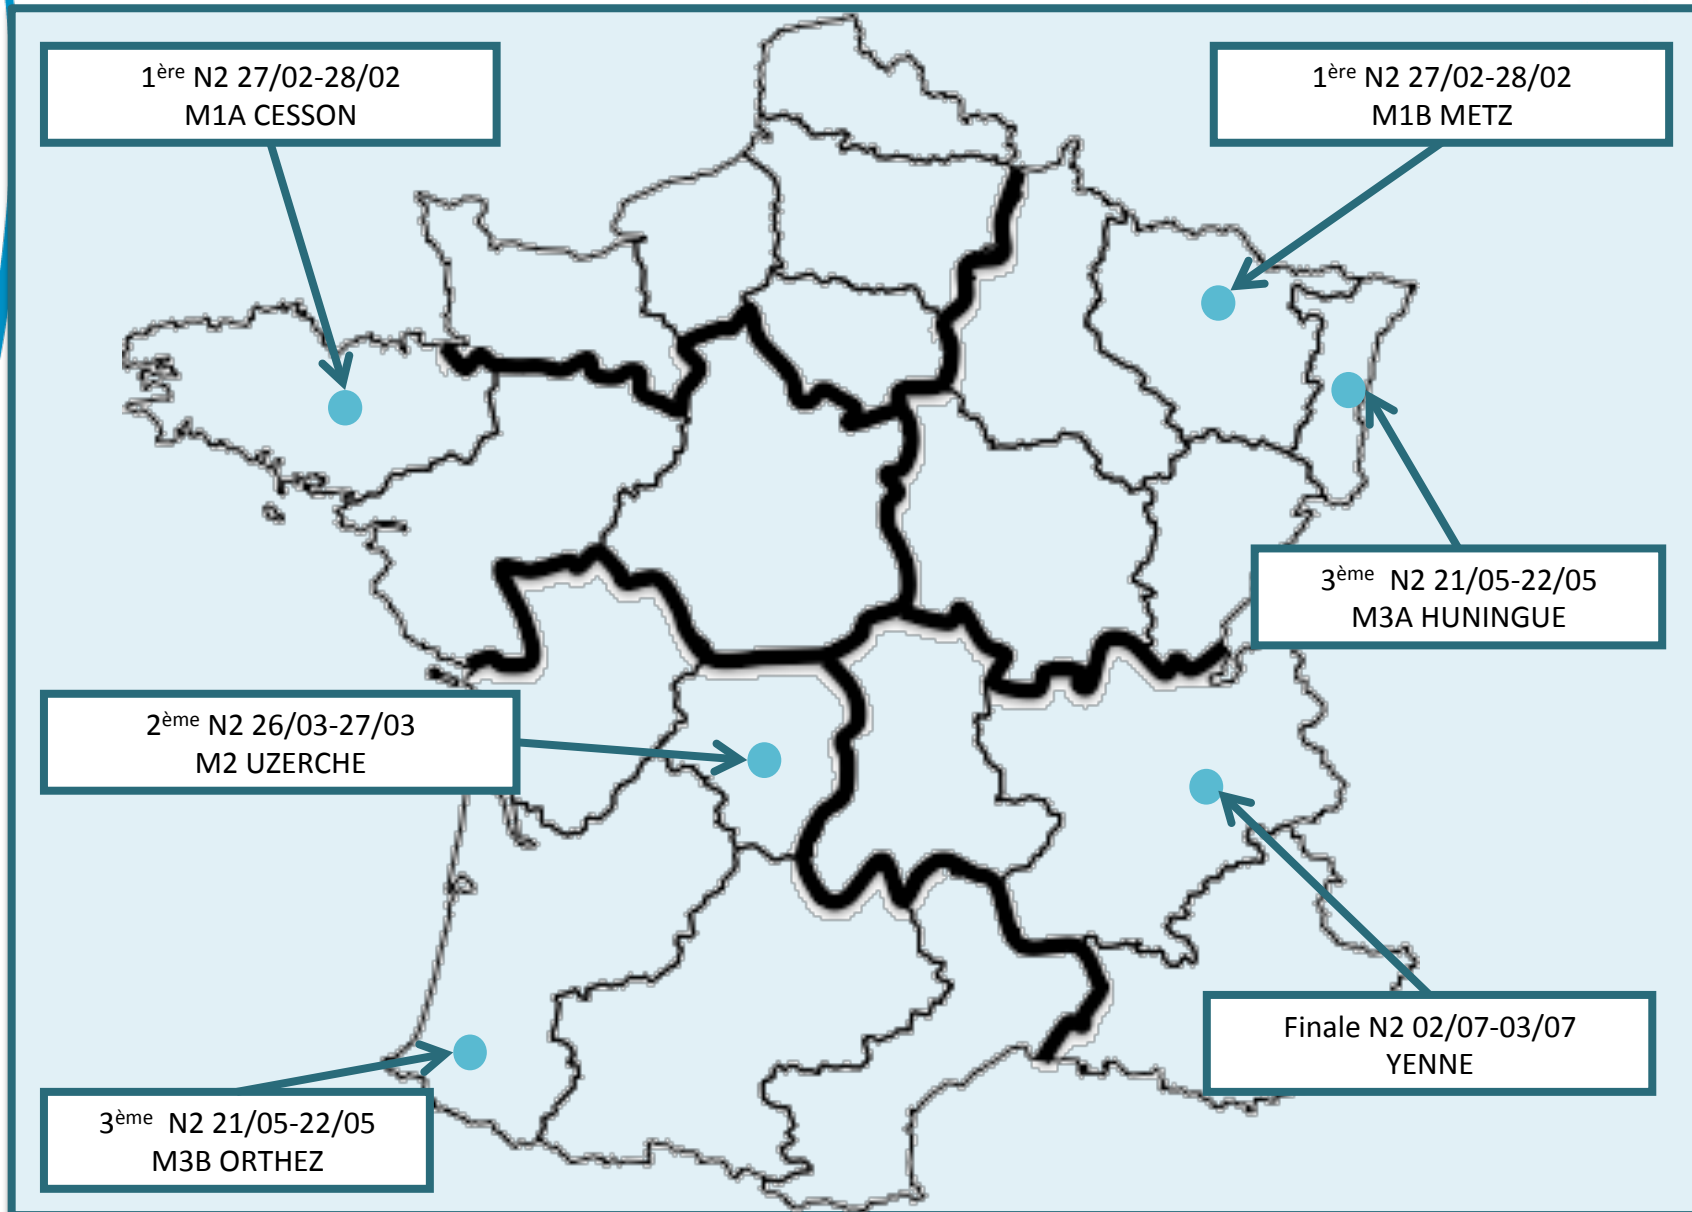 1ère N2 27/02-28/02
M1A CESSON
1ère N2 27/02-28/02
M1B METZ
3ème N2 21/05-22/05
M3A HUNINGUE
2ème N2 26/03-27/03
M2 UZERCHE
Finale N2 02/07-03/07
YENNE
3ème N2 21/05-22/05
M3B ORTHEZ